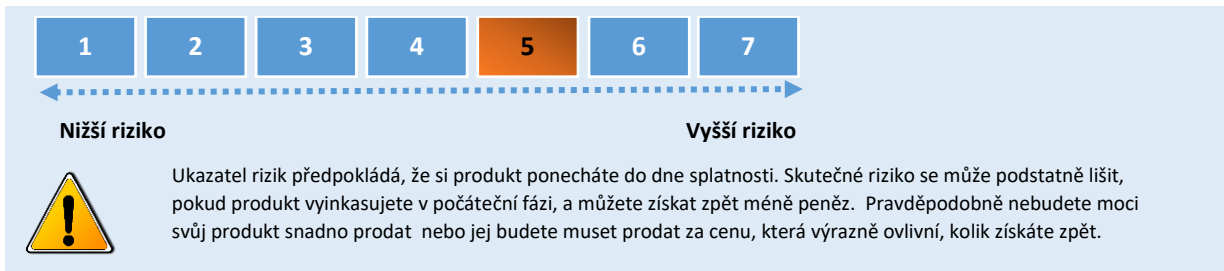 1 2 3 4 5 6 7
Nižší riziko Vyšší riziko
Ukazatel rizik předpokládá, že si produkt ponecháte do dne splatnosti. Skutečné riziko se může podstatně lišit,
pokud produkt vyinkasujete v počáteční fázi, a můžete získat zpět méně peněz. Pravděpodobně nebudete moci
svůj produkt snadno prodat nebo jej budete muset prodat za cenu, která výrazně ovlivní, kolik získáte zpět.